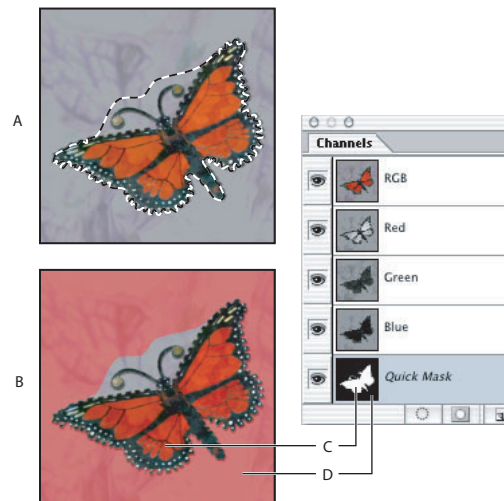 A
Channels
RGB
Red
Green
Blue
Quick Mask
B
C
D